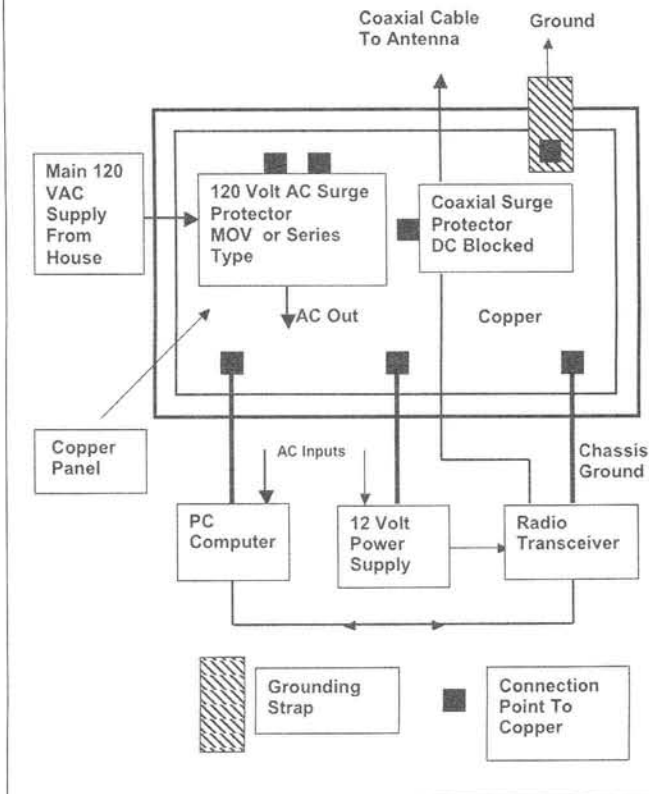 Coaxial Cable
To Antenna
Ground
Main 120
VAC
Supply
From
House
120 Volt AC Surge
Protector
MOV or Series
Type
Coaxial Surge
Protector
DC Blocked
AC Out
Copper
Copper
Panel
AC Inputs
Chassis
Ground
PC
Computer
12 Volt
Power
Supply
Radio
Transceiver
Grounding
Strap
Connection
Point To
Copper